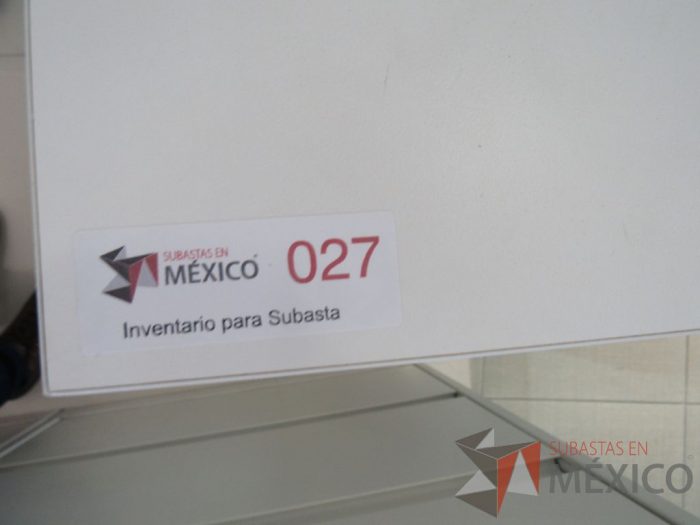 SUBASTAS EN
MÉXICO
027
Inventario para Subasta
SUBASTAS EN
MÉXICO